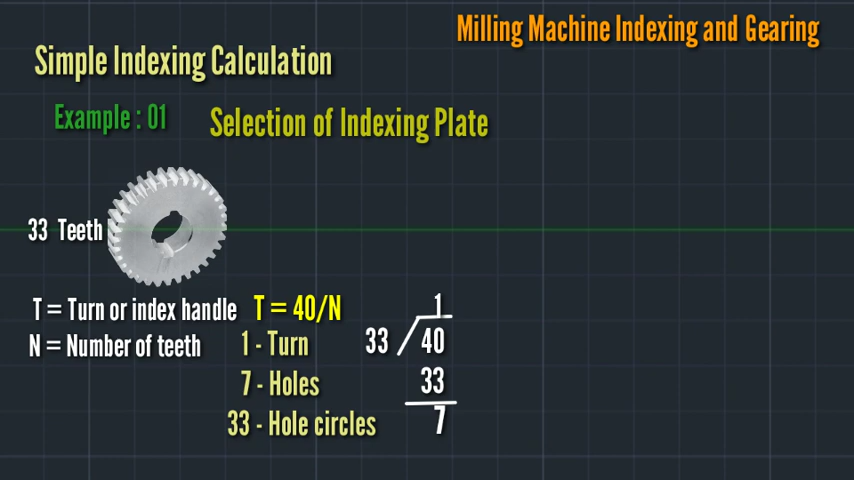 Milling Machine Indexing and Gearing
Simple Indexing Calculation
Example : 01
Selection of Indexing Plate
33 Teeth
T = Turn or index handle
N = Number of teeth
T = 40/N
1 - Turn
7 - Holes
33 - Hole circles
1
33 / 40
33
7